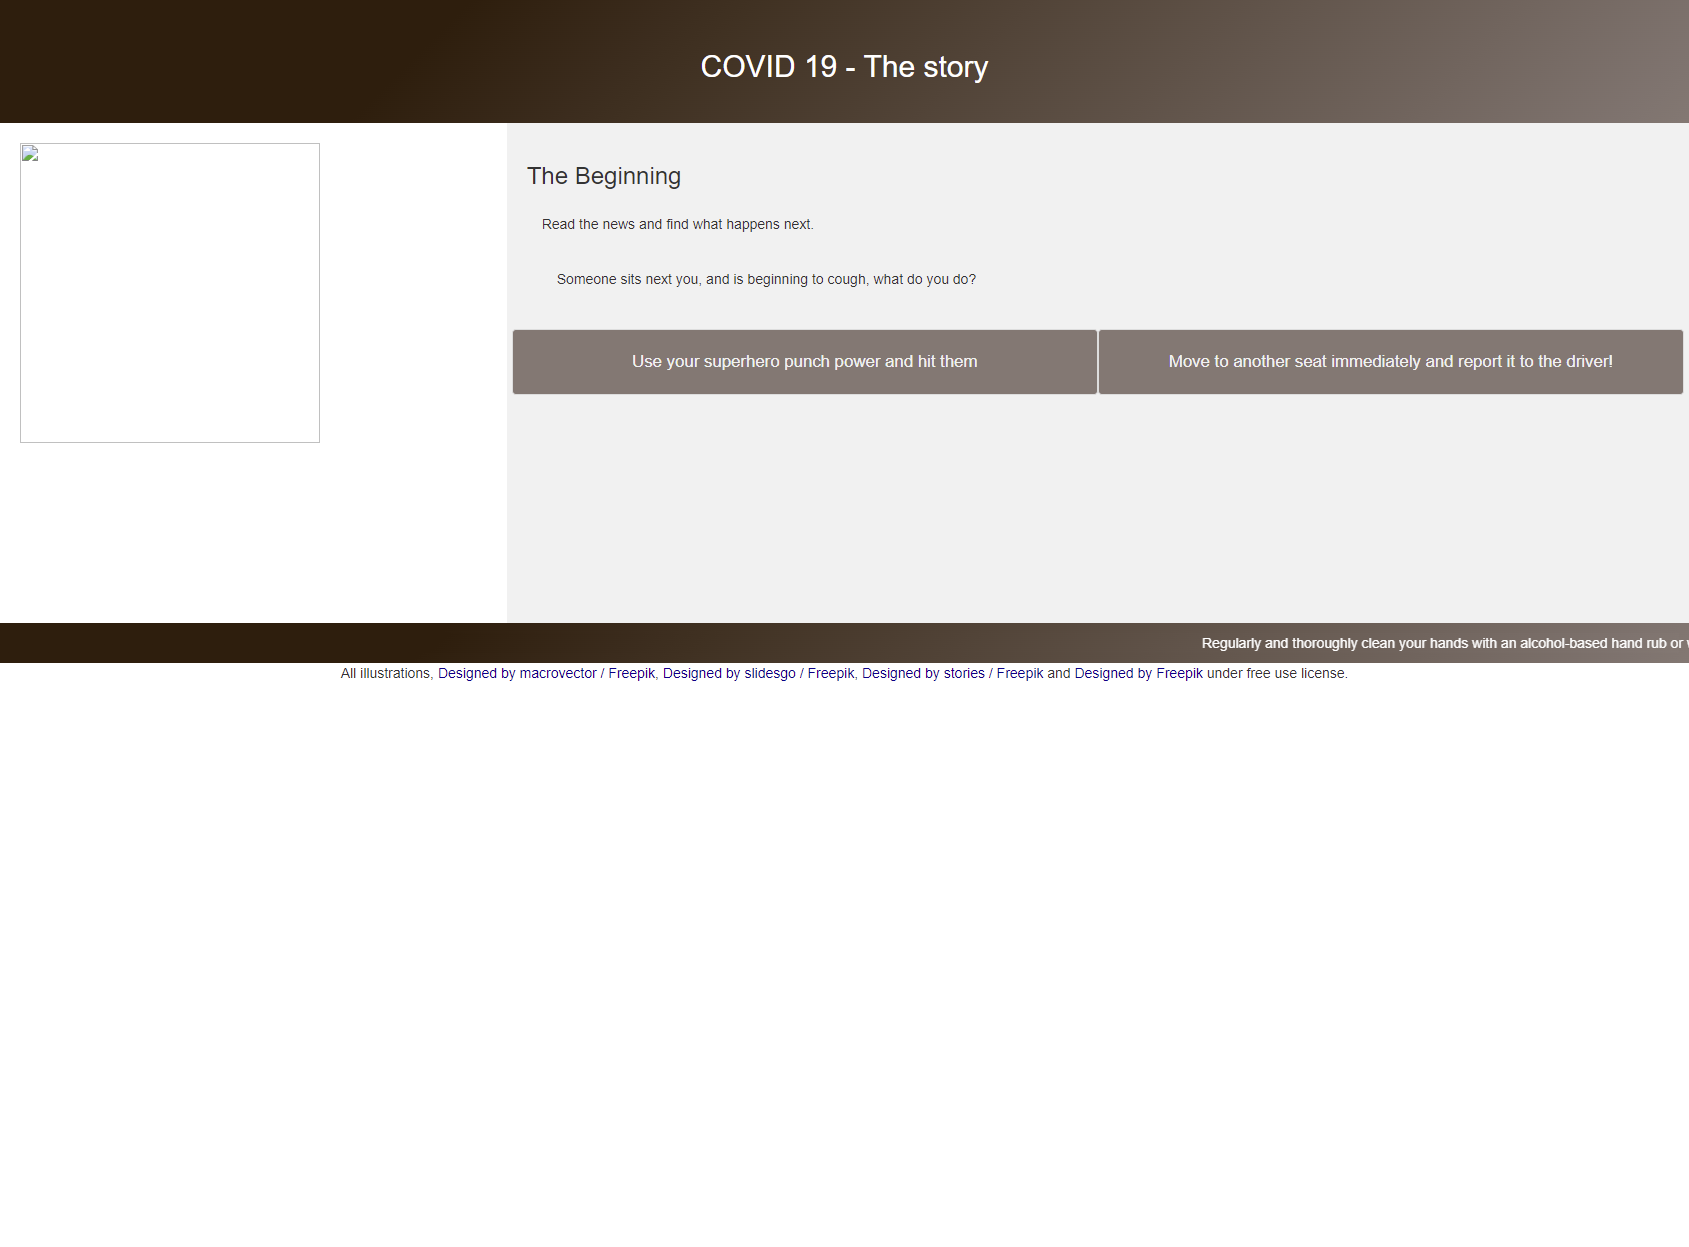 COVID 19 - The story
The Beginning
Read the news and find what happens next.
Someone sits next you, and is beginning to cough, what do you do?
Use your superhero punch power and hit them
Move to another seat immediately and report it to the driver!
Regularly and thoroughly clean your hands with an alcohol-based hand rub or
All illustrations, Designed by macrovector / Freepik, Designed by slidesgo / Freepik, Designed by stories / Freepik and Designed by Freepik under free use license.